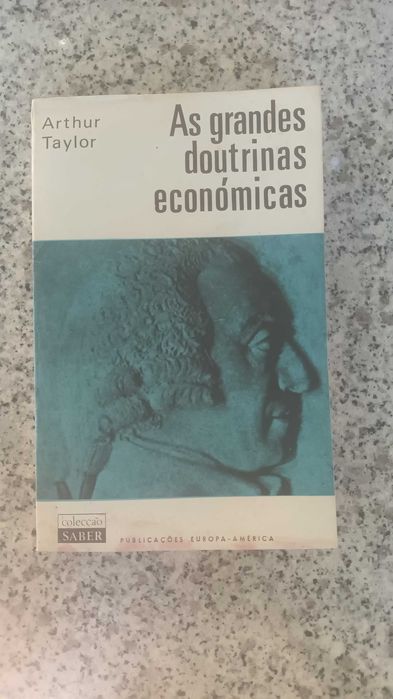 Arthur
Taylor
As grandes
doutrinas
económicas
colecção
SABER
PUBLICAÇÕES EUROPA-AMÉRICA